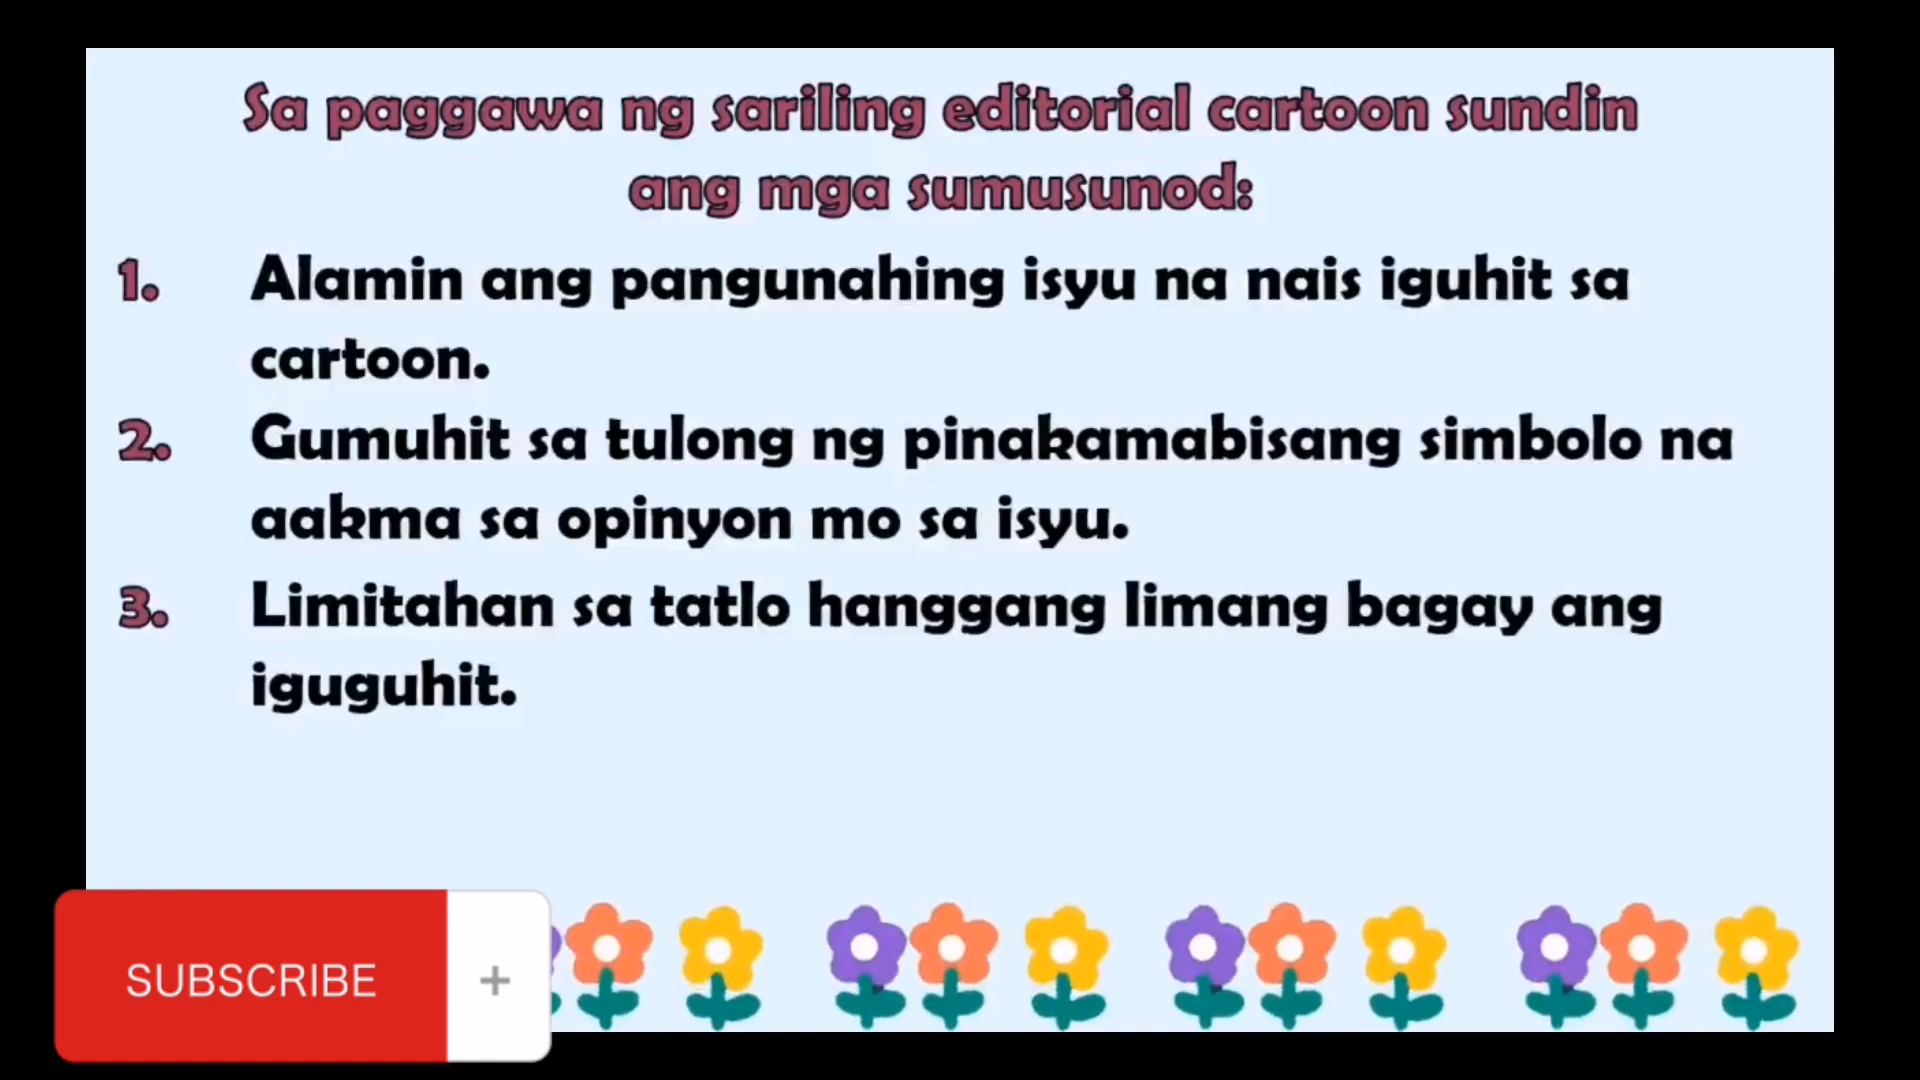 Sa paggawa ng sariling editorial cartoon sundin
ang mga sumusunod:
1. Alamin ang pangunahing isyu na nais iguhit sa
cartoon.
2. Gumuhit sa tulong ng pinakamabisang simbolo na
aakma sa opinyon mo sa isyu.
3. Limitahan sa tatlo hanggang limang bagay ang
iguguhit.
SUBSCRIBE +